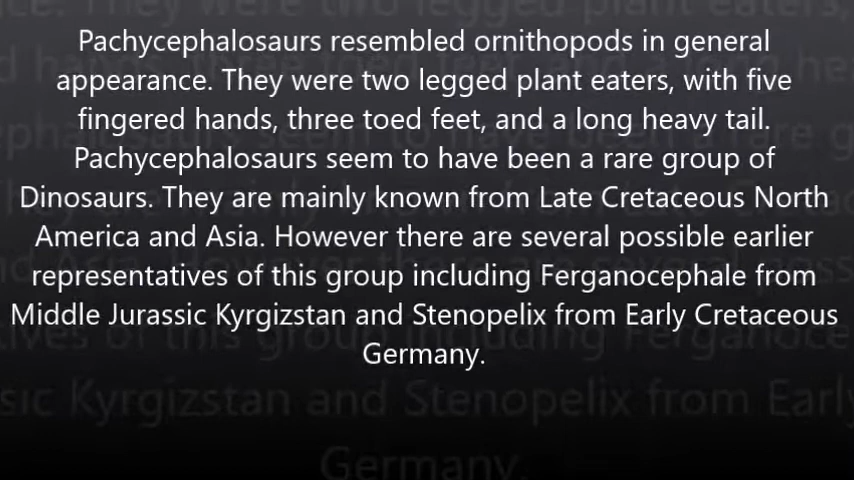 Pachycephalosaurs resembled ornithopods in general
appearance. They were two legged plant eaters, with five
fingered hands, three toed feet, and a long heavy tail.
Pachycephalosaurs seem to have been a rare group of
Dinosaurs. They are mainly known from Late Cretaceous North
America and Asia. However there are several possible earlier
representatives of this group including Ferganocephale from
Middle Jurassic Kyrgizstan and Stenopelix from Early Cretaceous
Germany.